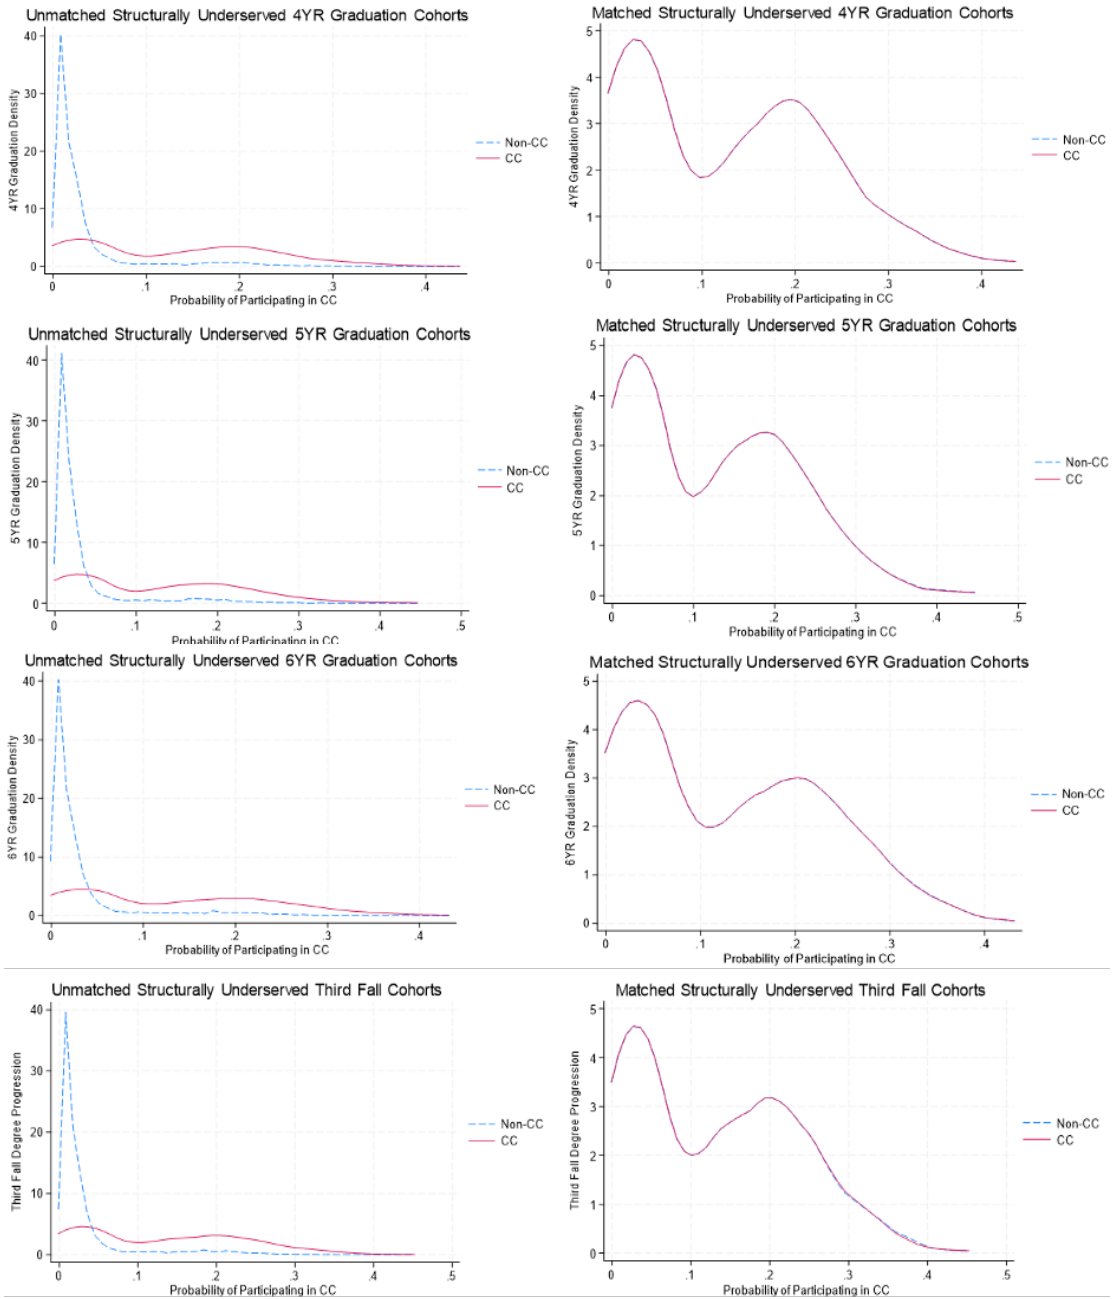 Unmatched Structurally Underserved 4YR Graduation Cohorts
4YR Graduation Density
40
30
20
10
0
0 .1 .2 .3 .4
Probability of Participating in CC
Non-CC
CC
Matched Structurally Underserved 4YR Graduation Cohorts
4YR Graduation Density
5
4
3
2
1
0
0 .1 .2 .3 .4
Probability of Participating in CC
Non-CC
CC
Unmatched Structurally Underserved 5YR Graduation Cohorts
5YR Graduation Density
40
30
20
10
0
0 .1 .2 .3 .4 .5
Probability of Participating in CC
Non-CC
CC
Matched Structurally Underserved 5YR Graduation Cohorts
5YR Graduation Density
5
4
3
2
1
0
0 .1 .2 .3 .4 .5
Probability of Participating in CC
Non-CC
CC
Unmatched Structurally Underserved 6YR Graduation Cohorts
6YR Graduation Density
40
30
20
10
0
0 .1 .2 .3 .4
Probability of Participating in CC
Non-CC
CC
Matched Structurally Underserved 6YR Graduation Cohorts
6YR Graduation Density
5
4
3
2
1
0
0 .1 .2 .3 .4
Probability of Participating in CC
Non-CC
CC
Unmatched Structurally Underserved Third Fall Cohorts
Third Fall Degree Progression
40
30
20
10
0
0 .1 .2 .3 .4 .5
Probability of Participating in CC
Non-CC
CC
Matched Structurally Underserved Third Fall Cohorts
Third Fall Degree Progression
5
4
3
2
1
0
0 .1 .2 .3 .4 .5
Probability of Participating in CC
Non-CC
CC